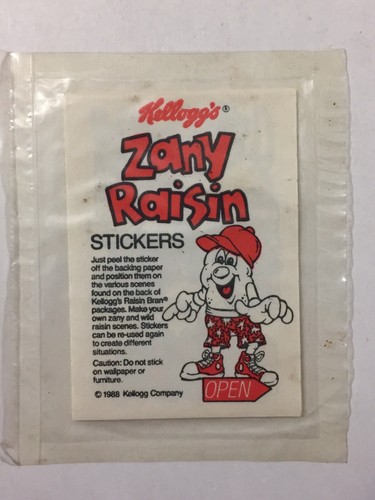 Kellogg's®
Zany
Raisin
STICKERS
Just peel the sticker
off the backing paper
and position them on
the various scenes
found on the back of
Kellogg's Raisin Bran®
packages. Make your
own zany and wild
raisin scenes. Stickers
can be re-used again
to create different
situations.
Caution: Do not stick
on wallpaper or
furniture.
© 1988 Kellogg Company
OPEN